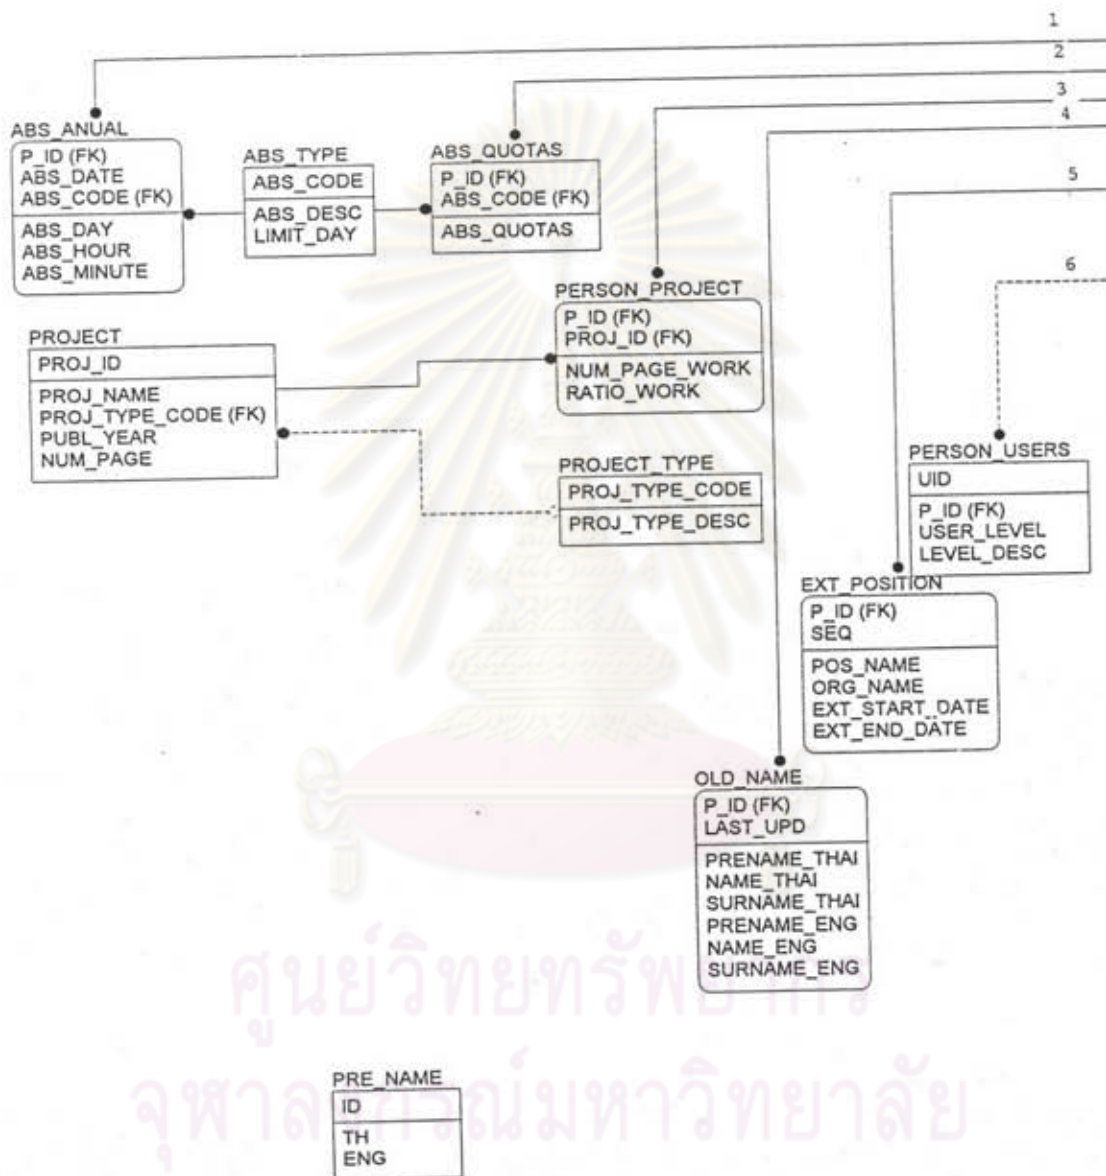 1
2
3
4
5
6
ABS_ANUAL
P_ID (FK)
ABS_DATE
ABS_CODE (FK)
ABS_DAY
ABS_HOUR
ABS_MINUTE
ABS_TYPE
ABS_CODE
ABS_DESC
LIMIT_DAY
ABS_QUOTAS
P_ID (FK)
ABS_CODE (FK)
ABS_QUOTAS
PERSON_PROJECT
P_ID (FK)
PROJ_ID (FK)
NUM_PAGE_WORK
RATIO_WORK
PROJECT
PROJ_ID
PROJ_NAME
PROJ_TYPE_CODE (FK)
PUBL_YEAR
NUM_PAGE
PROJECT_TYPE
PROJ_TYPE_CODE
PROJ_TYPE_DESC
PERSON_USERS
UID
P_ID (FK)
USER_LEVEL
LEVEL_DESC
EXT_POSITION
P_ID (FK)
SEQ
POS_NAME
ORG_NAME
EXT_START_DATE
EXT_END_DATE
OLD_NAME
P_ID (FK)
LAST_UPD
PRENAME_THAI
NAME_THAI
SURNAME_THAI
PRENAME_ENG
NAME_ENG
SURNAME_ENG
ศูนย์วิทยทรัพยากร
จุฬาลงกรณ์มหาวิทยาลัย
PRE_NAME
ID
TH
ENG